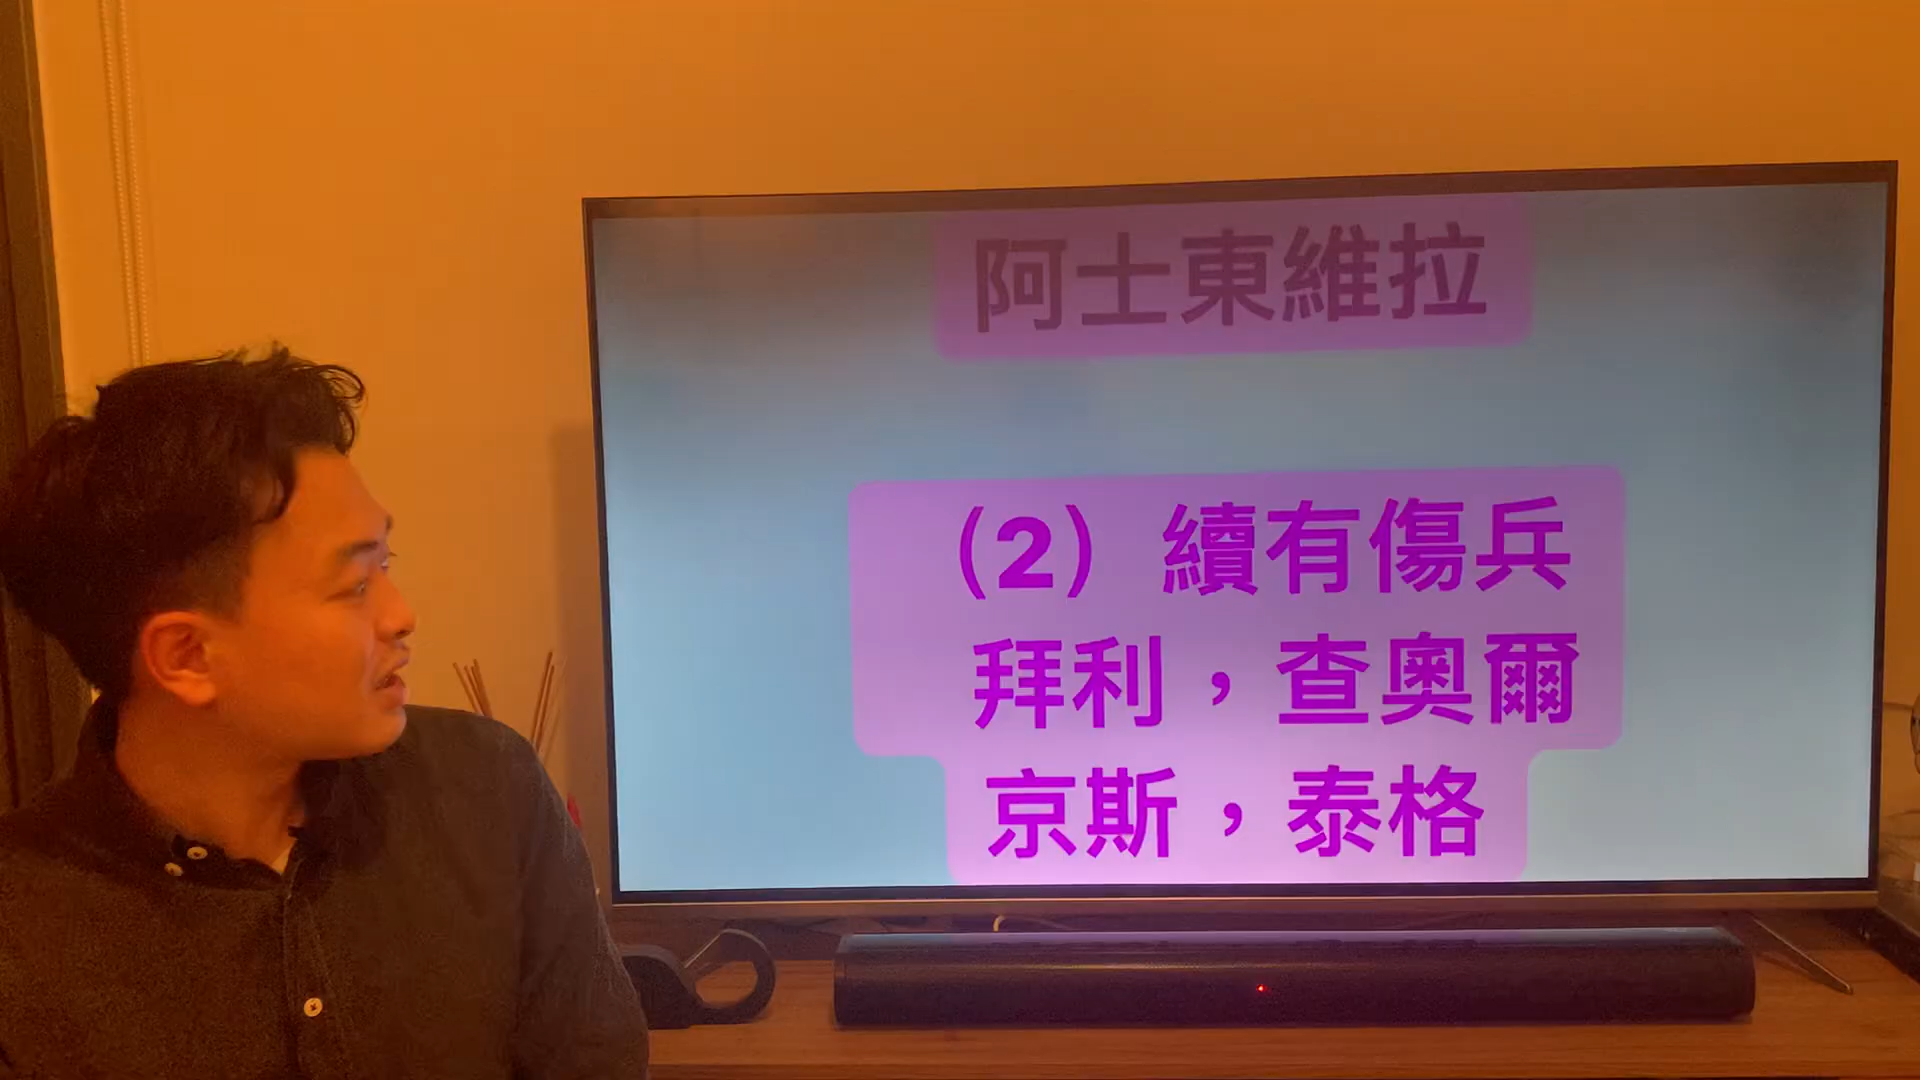 阿士東維拉
(2) 續有傷兵
拜利，查奧爾
京斯，泰格